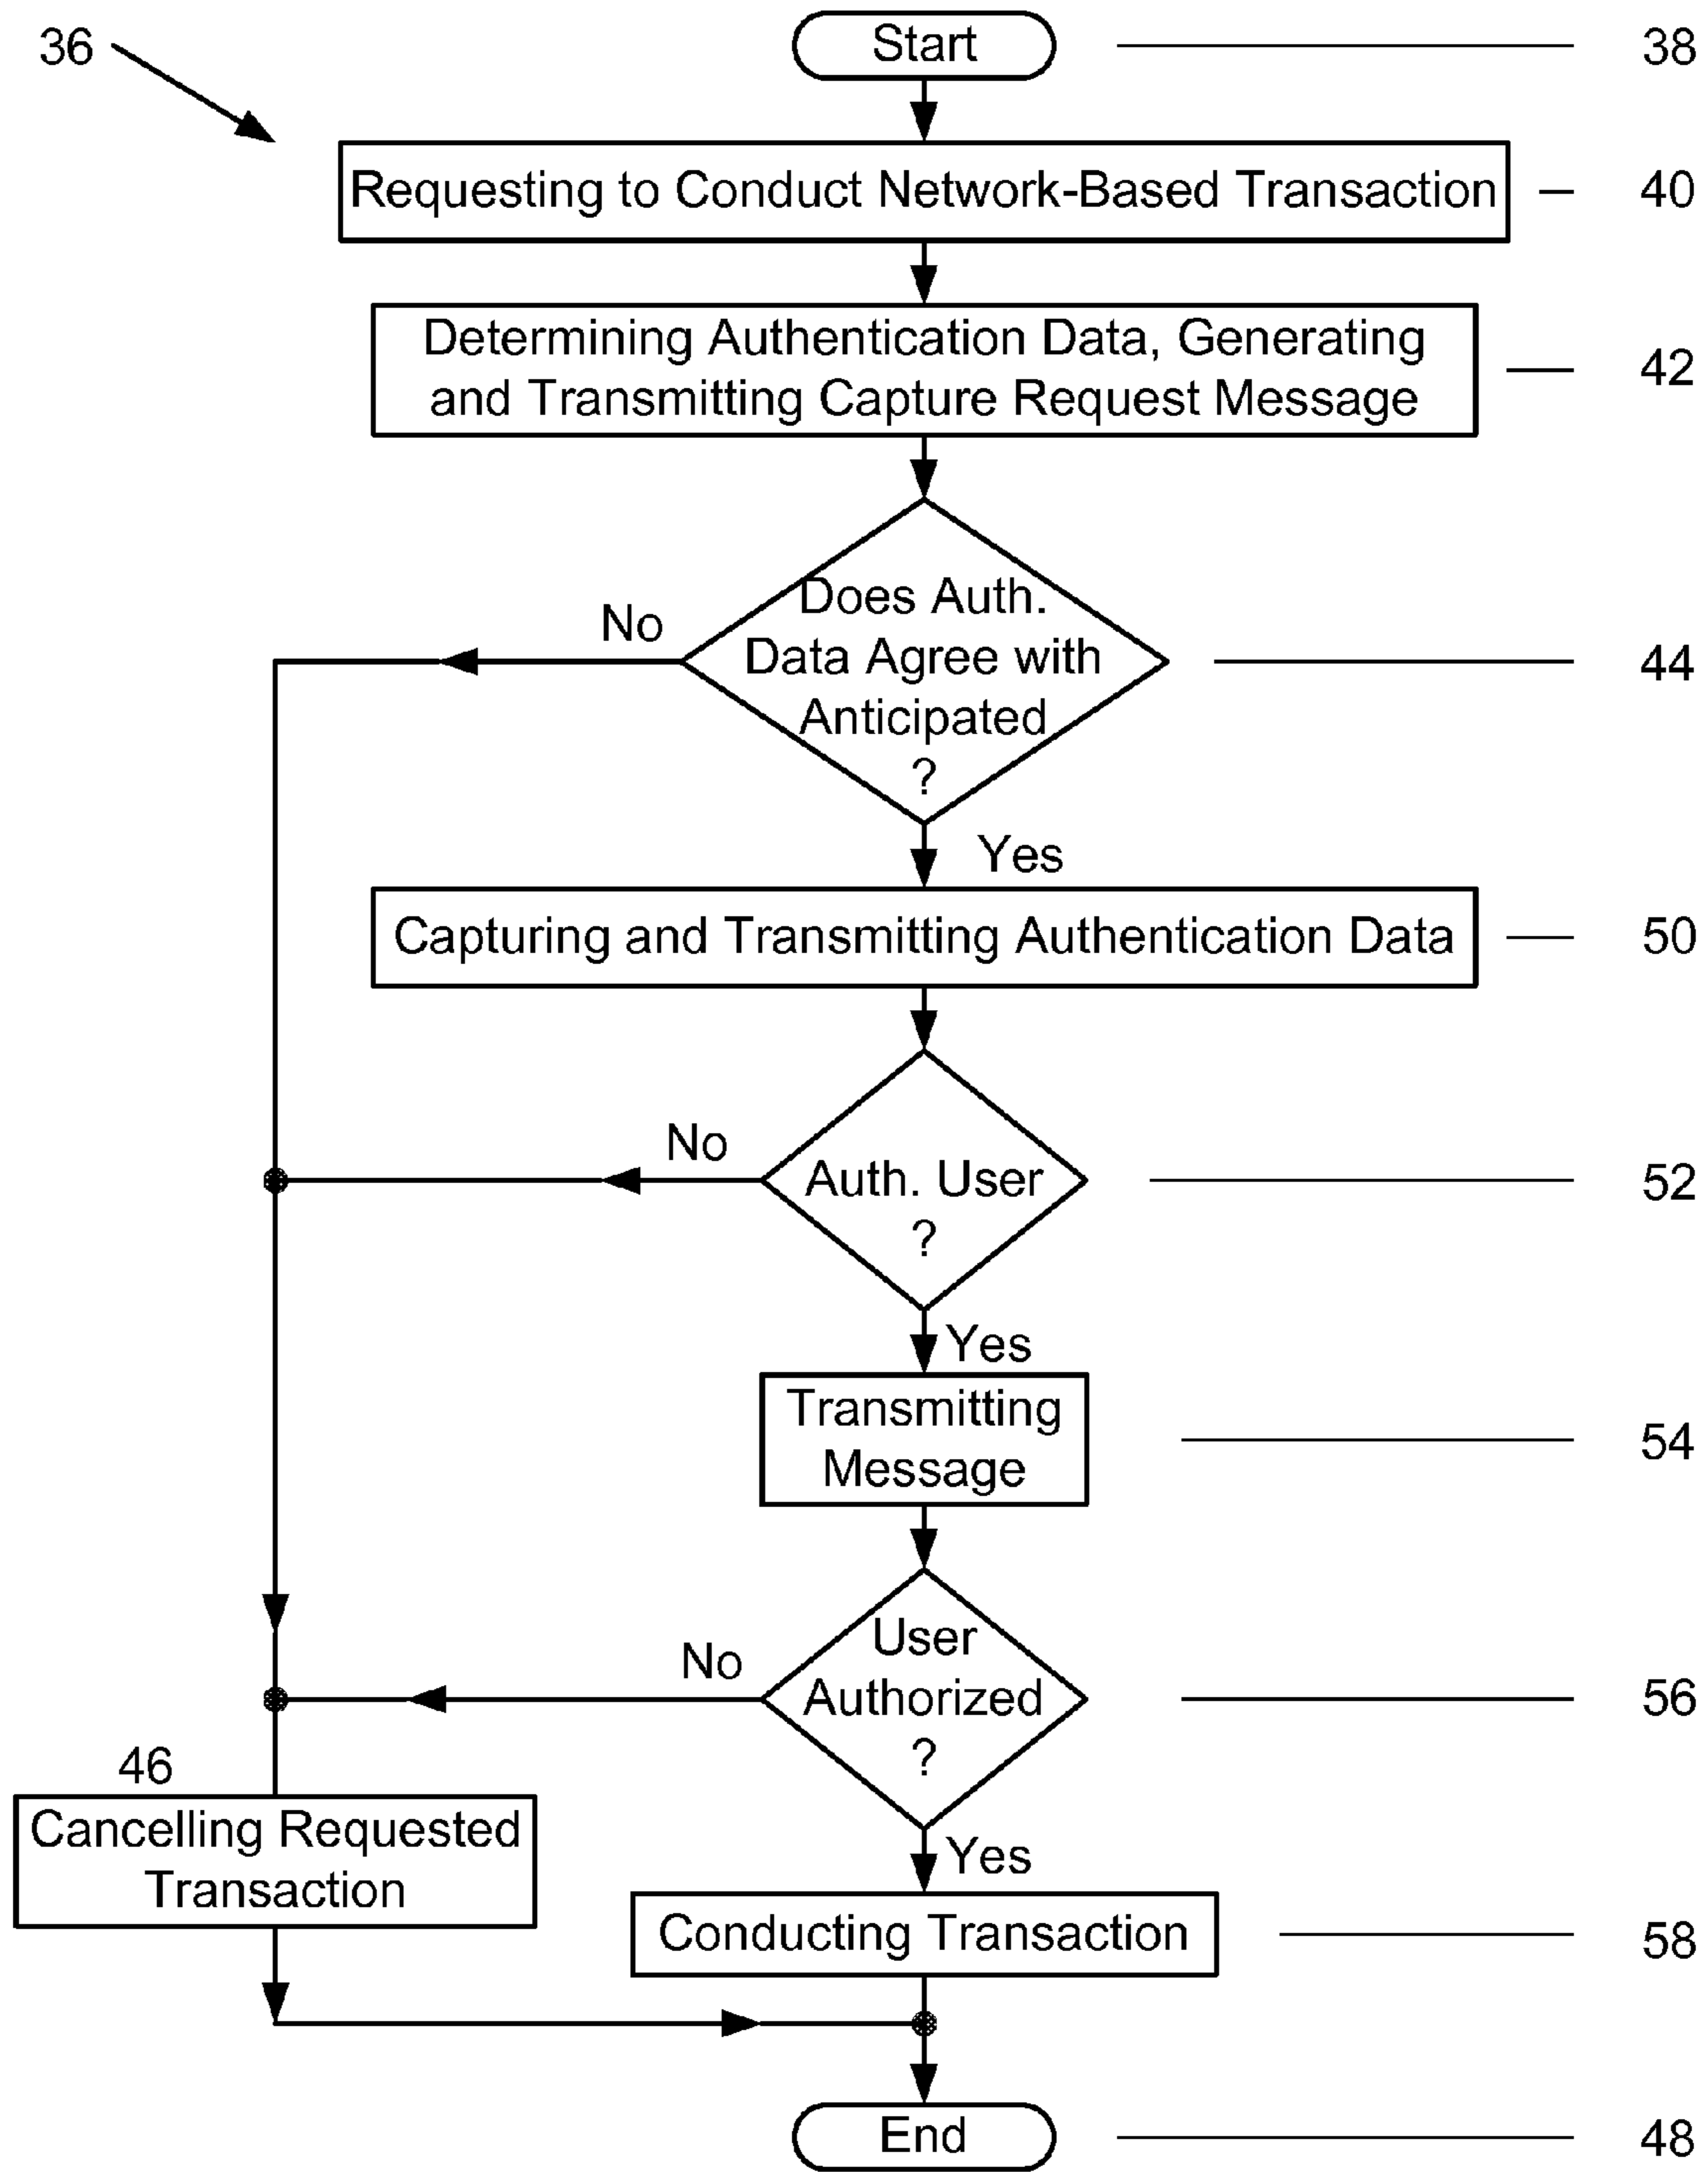 36
Start
38
Requesting to Conduct Network-Based Transaction
40
Determining Authentication Data, Generating
and Transmitting Capture Request Message
42
Does Auth.
Data Agree with
Anticipated
?
No
44
Yes
Capturing and Transmitting Authentication Data
50
No
Auth. User
?
52
Yes
Transmitting
Message
54
No
User
Authorized
?
56
46
Cancelling Requested
Transaction
Yes
Conducting Transaction
58
End
48